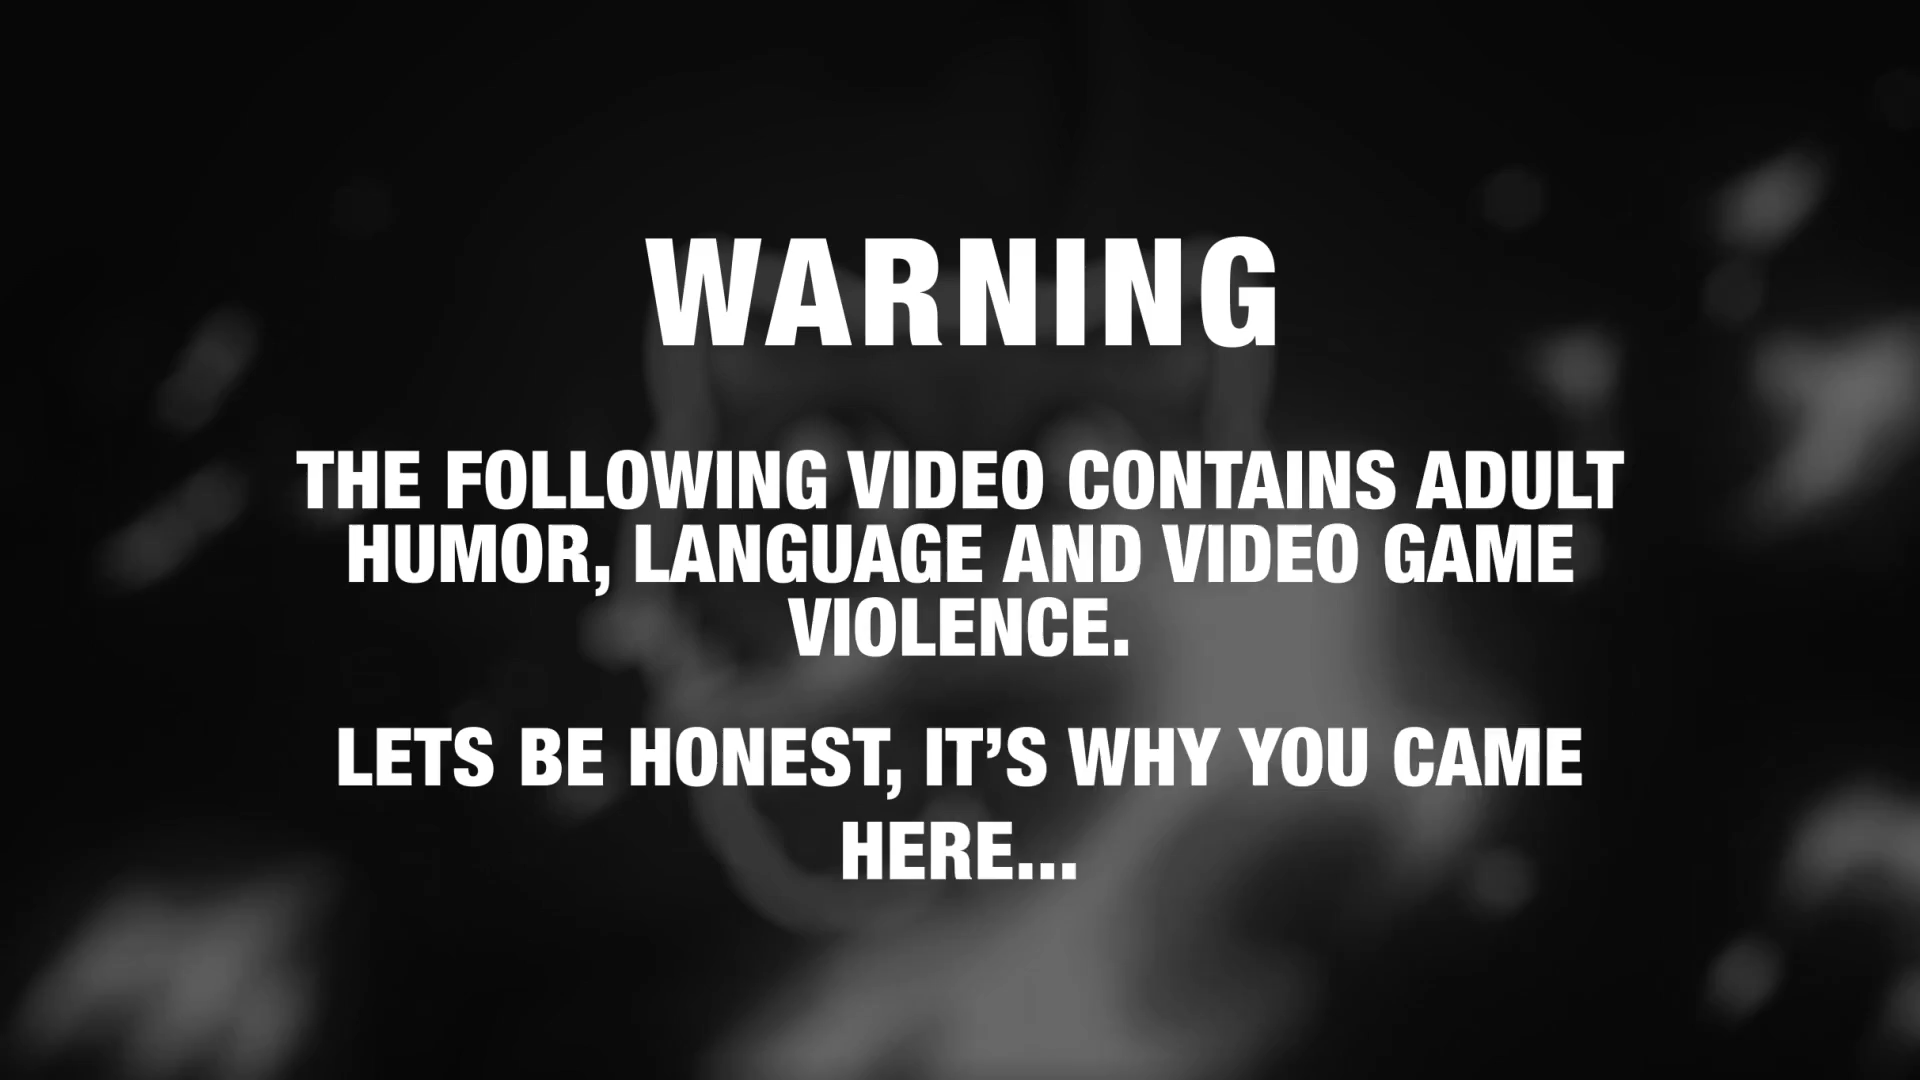 WARNING
THE FOLLOWING VIDEO CONTAINS ADULT
HUMOR, LANGUAGE AND VIDEO GAME
VIOLENCE.
LETS BE HONEST, IT’S WHY YOU CAME
HERE...